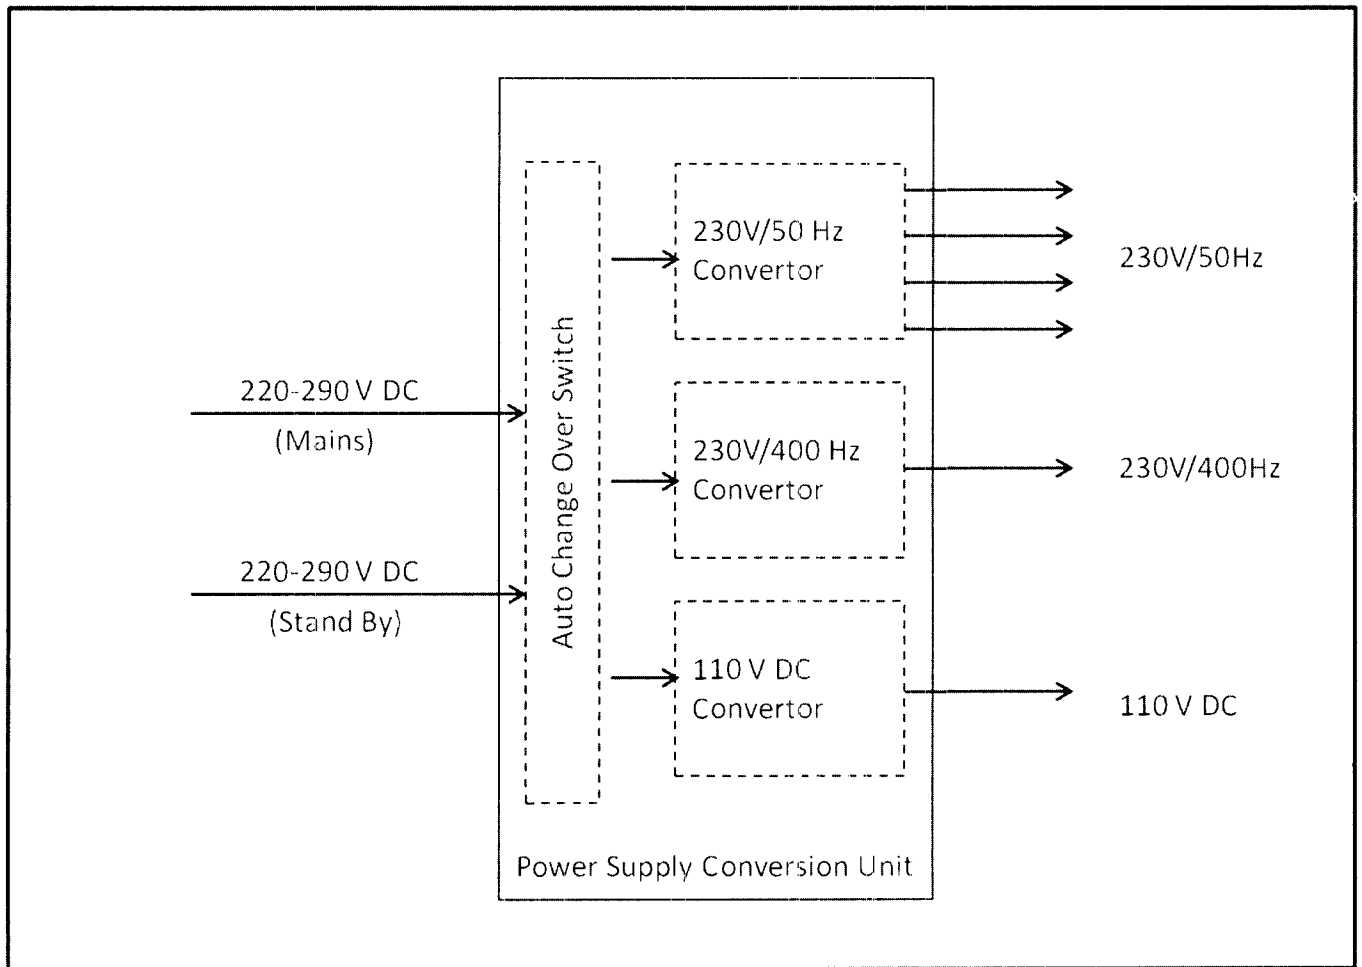 230V/50 Hz
Convertor
230V/50Hz
220-290 V DC
(Mains)
Auto Change Over Switch
230V/400 Hz
Convertor
230V/400Hz
220-290 V DC
(Stand By)
110 V DC
Convertor
110 V DC
Power Supply Conversion Unit